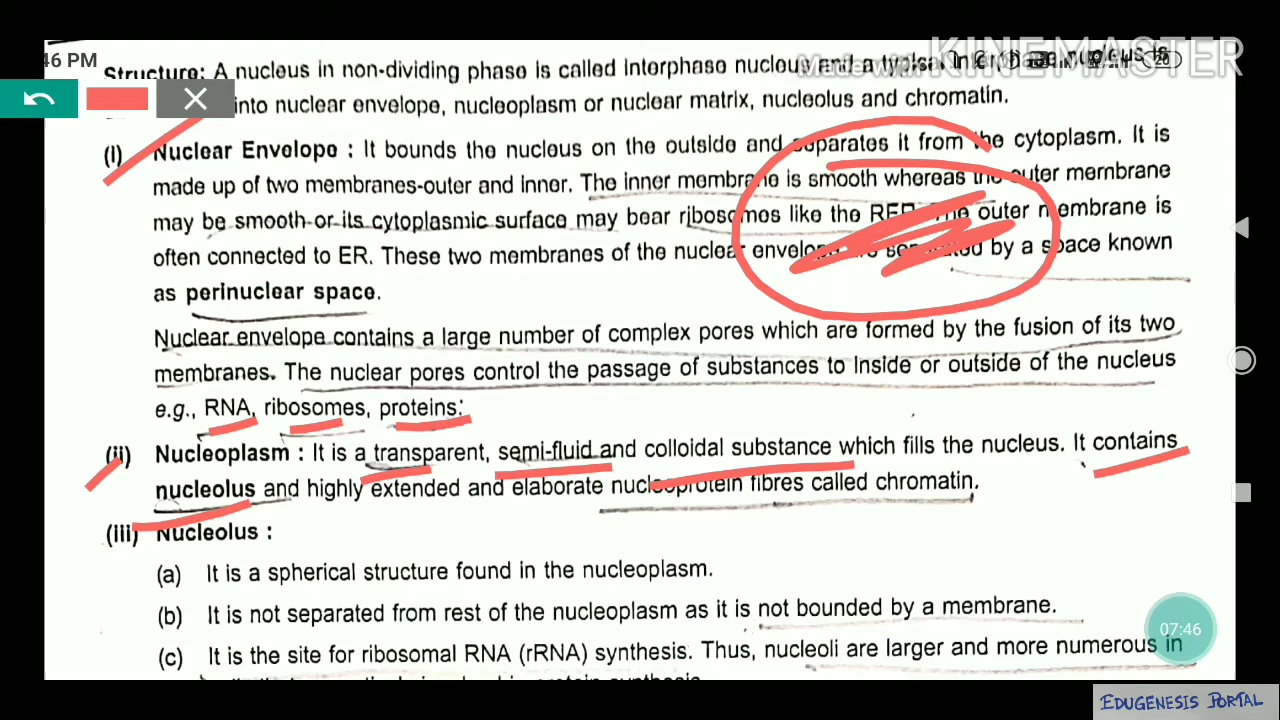 46 PM
Made with KINEMASTER
Structure: A nucleus in non-dividing phase is called interphase nucleus and a nucleus is
into nuclear envelope, nucleoplasm or nuclear matrix, nucleolus and chromatin.
(i) Nuclear Envelope : It bounds the nucleus on the outside and separates it from the cytoplasm. It is
made up of two membranes-outer and inner. The inner membrane is smooth whereas the outer membrane
may be smooth or its cytoplasmic surface may bear ribosomes like the RER. The outer membrane is
often connected to ER. These two membranes of the nuclear envelope are separated by a space known
as perinuclear space.
Nuclear envelope contains a large number of complex pores which are formed by the fusion of its two
membranes. The nuclear pores control the passage of substances to inside or outside of the nucleus
e.g., RNA, ribosomes, proteins.
(ii) Nucleoplasm : It is a transparent, semi-fluid and colloidal substance which fills the nucleus. It contains
nucleolus and highly extended and elaborate nucleoprotein fibres called chromatin.
(iii) Nucleolus :
(a) It is a spherical structure found in the nucleoplasm.
(b) It is not separated from rest of the nucleoplasm as it is not bounded by a membrane.
(c) It is the site for ribosomal RNA (rRNA) synthesis. Thus, nucleoli are larger and more numerous in
07:46
EDUGENESIS PORTAL